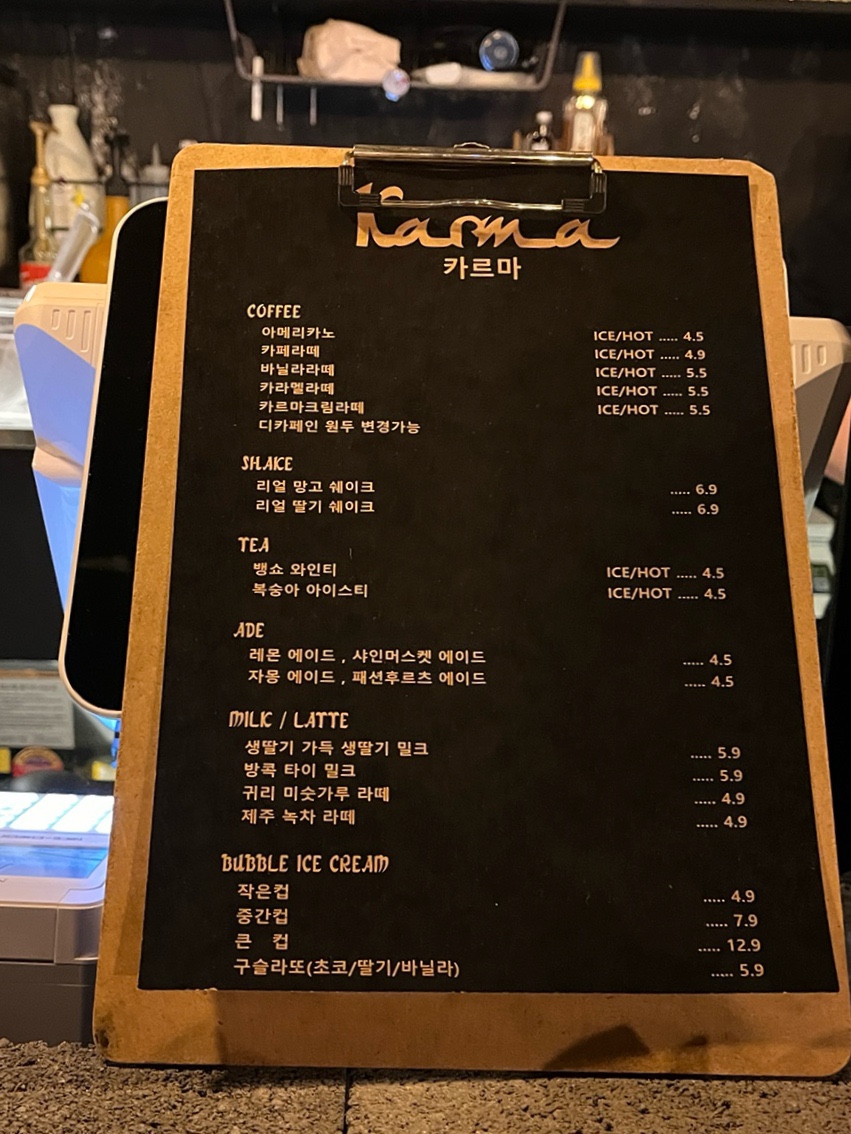 Karma
카르마
COFFEE
아메리카노 ICE/HOT ..... 4.5
카페라떼 ICE/HOT ..... 4.9
바닐라라떼 ICE/HOT ..... 5.5
카라멜라떼 ICE/HOT ..... 5.5
카르마크림라떼 ICE/HOT ..... 5.5
디카페인 원두 변경가능
SHAKE
리얼 망고 쉐이크 ..... 6.9
리얼 딸기 쉐이크 ..... 6.9
TEA
뱅쇼 와인티 ICE/HOT ..... 4.5
복숭아 아이스티 ICE/HOT ..... 4.5
ADE
레몬 에이드 , 샤인머스켓 에이드 ..... 4.5
자몽 에이드 , 패션후르츠 에이드 ..... 4.5
MILK / LATTE
생딸기 가득 생딸기 밀크 ..... 5.9
방콕 타이 밀크 ..... 5.9
귀리 미숫가루 라떼 ..... 4.9
제주 녹차 라떼 ..... 4.9
BUBBLE ICE CREAM
작은컵 ..... 4.9
중간컵 ..... 7.9
큰 컵 ..... 12.9
구슬라또(초코/딸기/바닐라) ..... 5.9